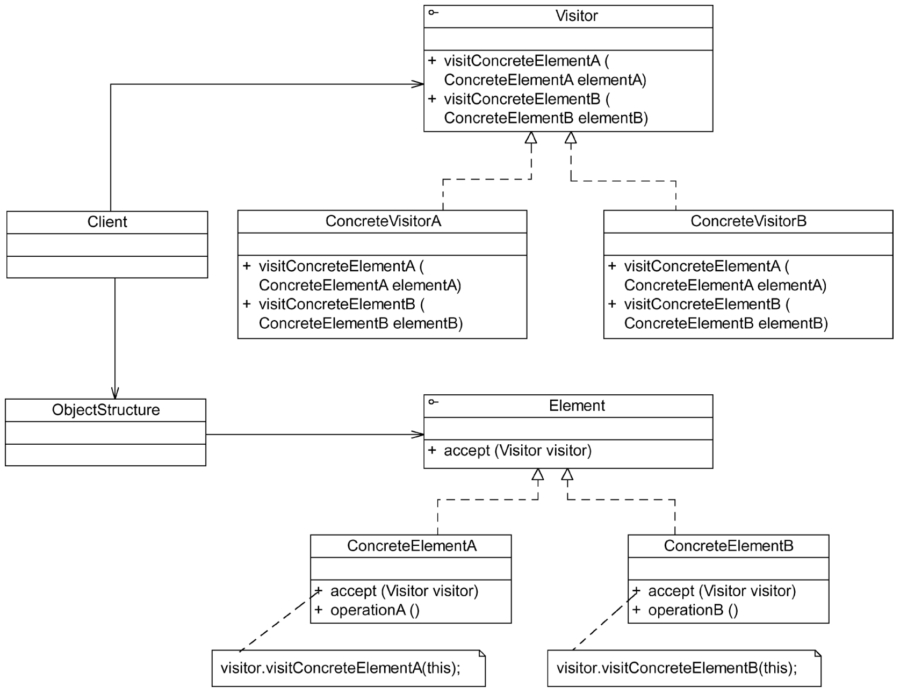 Visitor
+ visitConcreteElementA (
ConcreteElementA elementA)
+ visitConcreteElementB (
ConcreteElementB elementB)
Client
ConcreteVisitorA
+ visitConcreteElementA (
ConcreteElementA elementA)
+ visitConcreteElementB (
ConcreteElementB elementB)
ConcreteVisitorB
+ visitConcreteElementA (
ConcreteElementA elementA)
+ visitConcreteElementB (
ConcreteElementB elementB)
ObjectStructure
Element
+ accept (Visitor visitor)
ConcreteElementA
+ accept (Visitor visitor)
+ operationA ()
ConcreteElementB
+ accept (Visitor visitor)
+ operationB ()
visitor.visitConcreteElementA(this);
visitor.visitConcreteElementB(this);